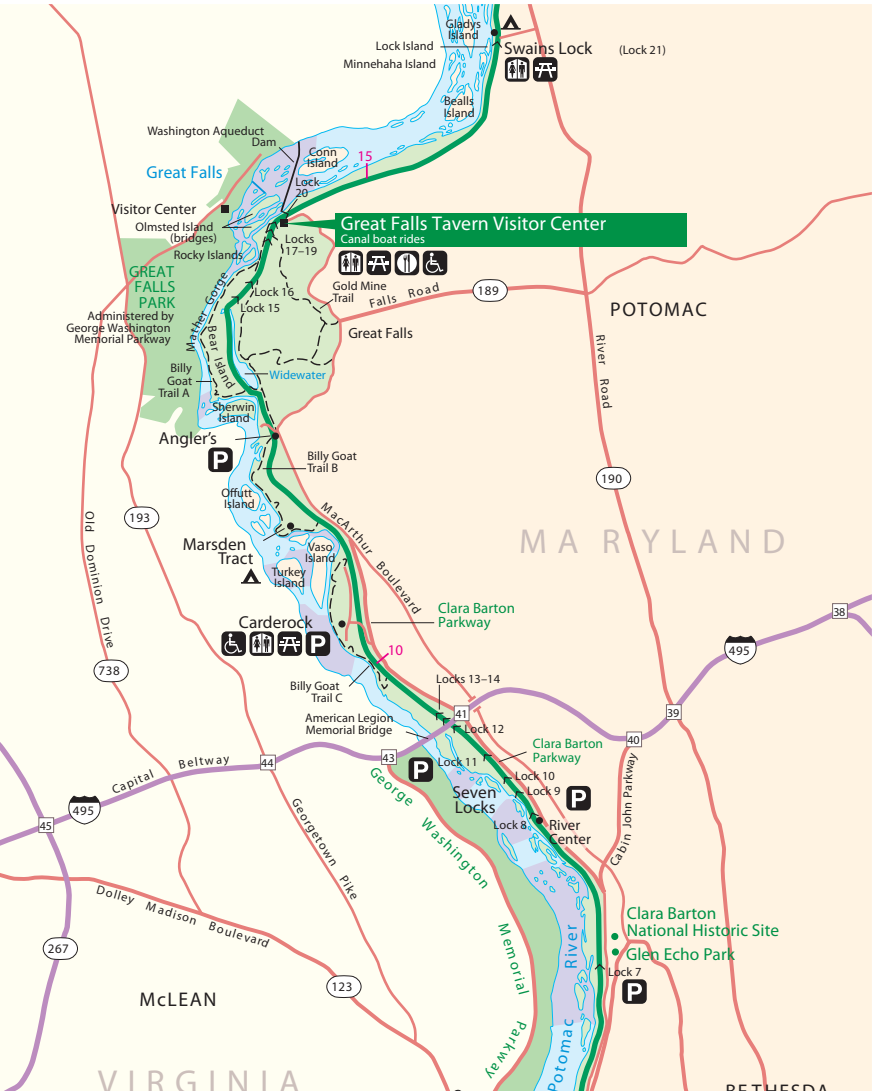 Gladys
Island
Lock Island
Swains Lock
(Lock 21)
Minnehaha Island
Bealls
Island
Washington Aqueduct
Dam
Conn
Island
15
Great Falls
Lock
20
Visitor Center
Olmsted Island
(bridges)
Great Falls Tavern Visitor Center
Canal boat rides
Locks
17–19
Rocky Islands
GREAT
FALLS
PARK
Administered by
George Washington
Memorial Parkway
Mather Gorge
Lock 16
Lock 15
Gold Mine
Trail
Falls Road
189
POTOMAC
Great Falls
Bear Island
River Road
Billy
Goat
Trail A
Widewater
Sherwin
Island
Angler's
P
Billy Goat
Trail B
190
Offutt
Island
Old Dominion Drive
193
MacArthur Boulevard
MARYLAND
Marsden
Tract
Vaso
Island
Turkey
Island
Clara Barton
Parkway
38
Carderock
P
10
495
738
Billy Goat
Trail C
Locks 13–14
American Legion
Memorial Bridge
41
39
Lock 12
40
Clara Barton
Parkway
Capital Beltway
44
43
P
Lock 11
Lock 10
Lock 9
P
George Washington Memorial Parkway
Seven
Locks
Lock 8
River
Center
Cabin John Parkway
495
45
Georgetown Pike
Dolley Madison Boulevard
Clara Barton
National Historic Site
Glen Echo Park
267
Lock 7
P
123
McLEAN
Potomac River
VIRGINIA
BETHESDA